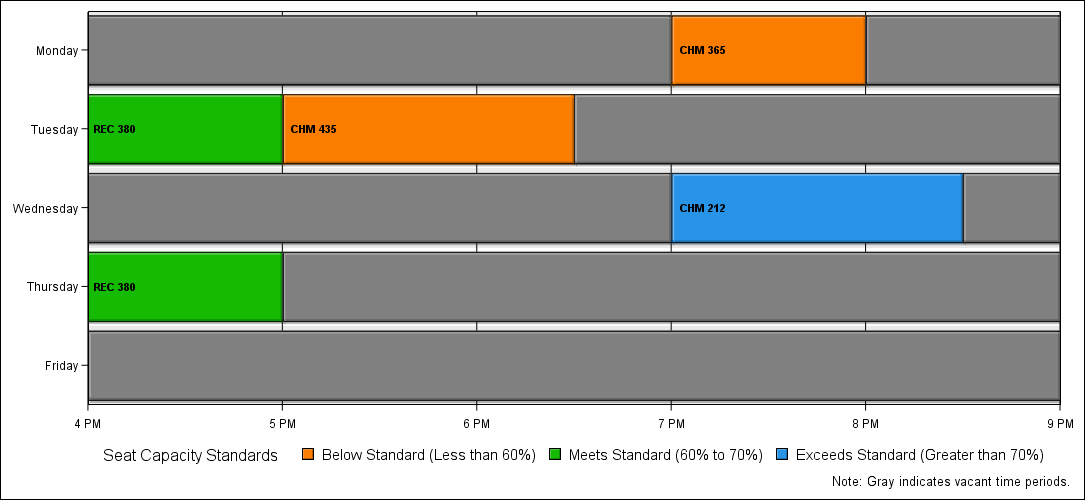 Monday
CHM 365
Tuesday
REC 380
CHM 435
Wednesday
CHM 212
Thursday
REC 380
Friday
4 PM 5 PM 6 PM 7 PM 8 PM 9 PM
Seat Capacity Standards Below Standard (Less than 60%) Meets Standard (60% to 70%) Exceeds Standard (Greater than 70%)
Note: Gray indicates vacant time periods.